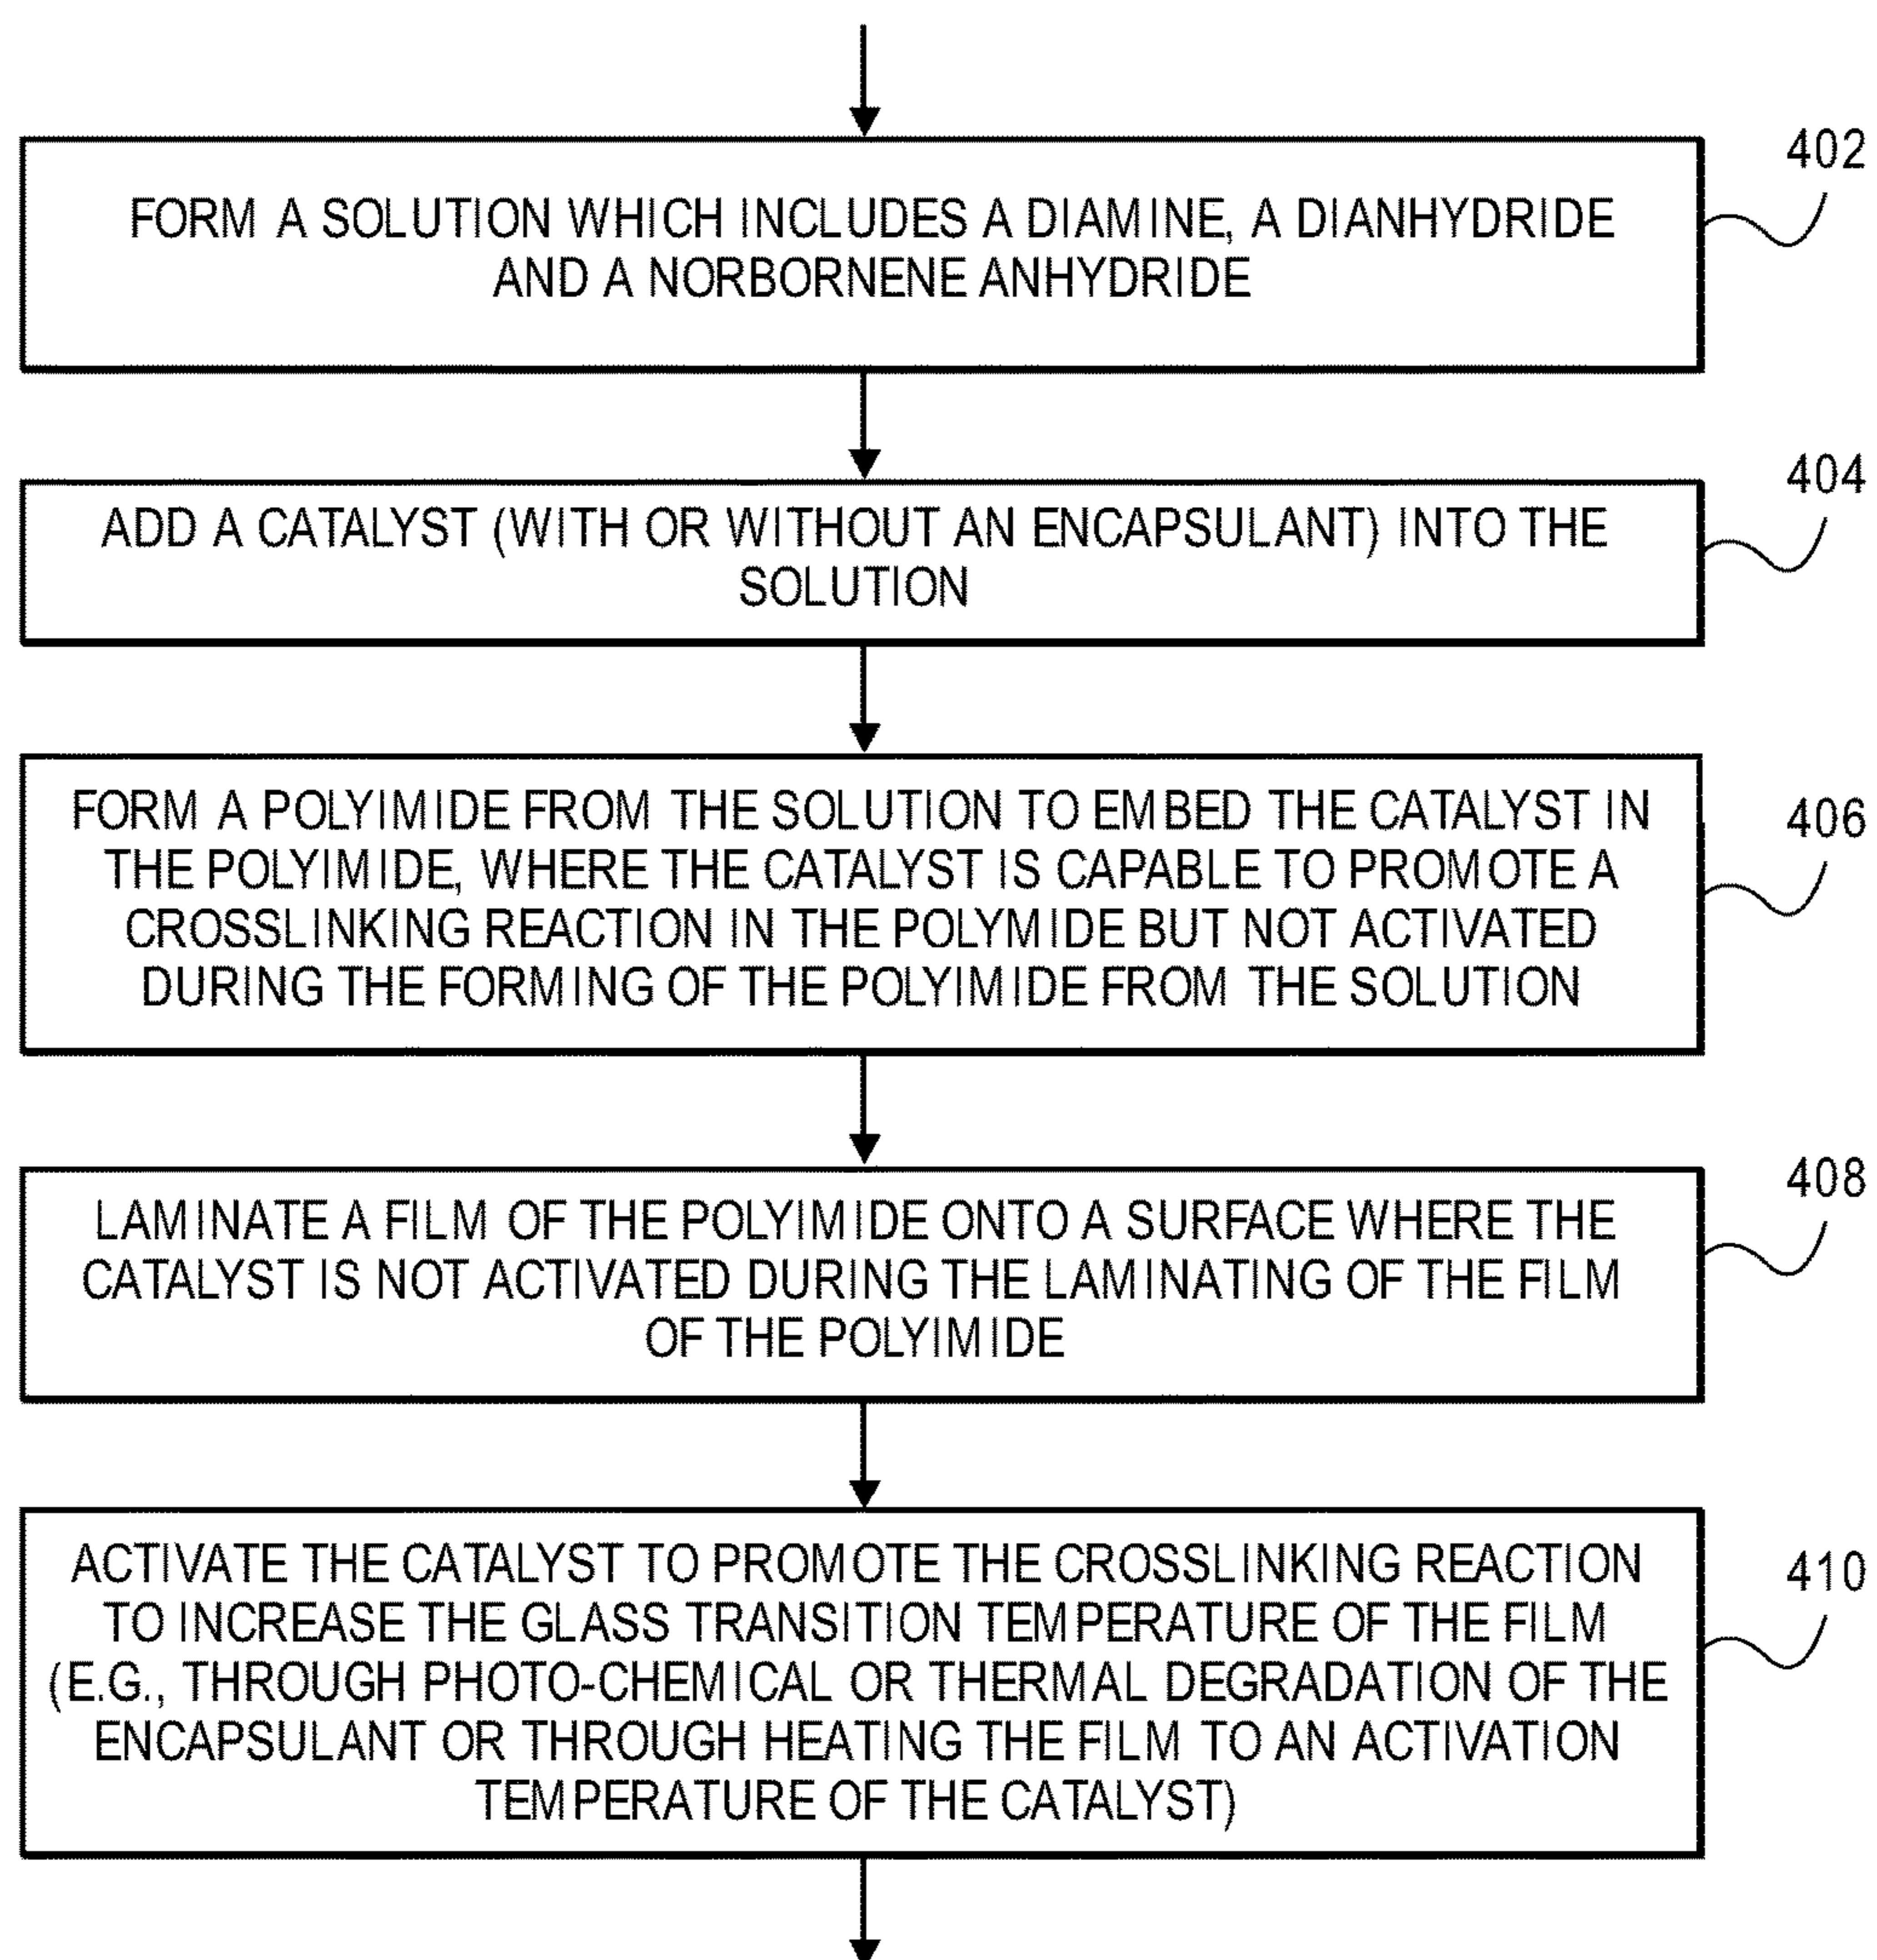 402
FORM A SOLUTION WHICH INCLUDES A DIAMINE, A DIANHYDRIDE
AND A NORBORNENE ANHYDRIDE
404
ADD A CATALYST (WITH OR WITHOUT AN ENCAPSULANT) INTO THE
SOLUTION
406
FORM A POLYIMIDE FROM THE SOLUTION TO EMBED THE CATALYST IN
THE POLYIMIDE, WHERE THE CATALYST IS CAPABLE TO PROMOTE A
CROSSLINKING REACTION IN THE POLYMIDE BUT NOT ACTIVATED
DURING THE FORMING OF THE POLYIMIDE FROM THE SOLUTION
408
LAMINATE A FILM OF THE POLYIMIDE ONTO A SURFACE WHERE THE
CATALYST IS NOT ACTIVATED DURING THE LAMINATING OF THE FILM
OF THE POLYIMIDE
410
ACTIVATE THE CATALYST TO PROMOTE THE CROSSLINKING REACTION
TO INCREASE THE GLASS TRANSITION TEMPERATURE OF THE FILM
(E.G., THROUGH PHOTO-CHEMICAL OR THERMAL DEGRADATION OF THE
ENCAPSULANT OR THROUGH HEATING THE FILM TO AN ACTIVATION
TEMPERATURE OF THE CATALYST)